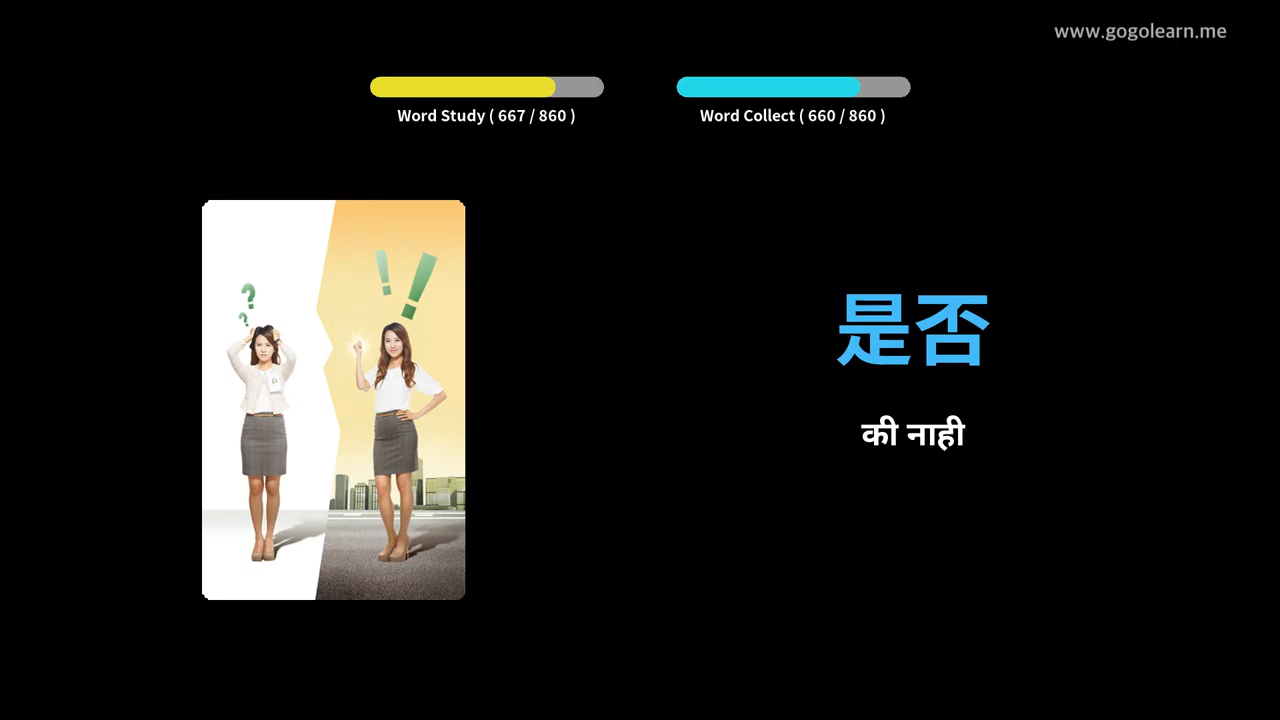 www.gogolearn.me
Word Study ( 667 / 860 )
Word Collect ( 660 / 860 )
是否
की नाही